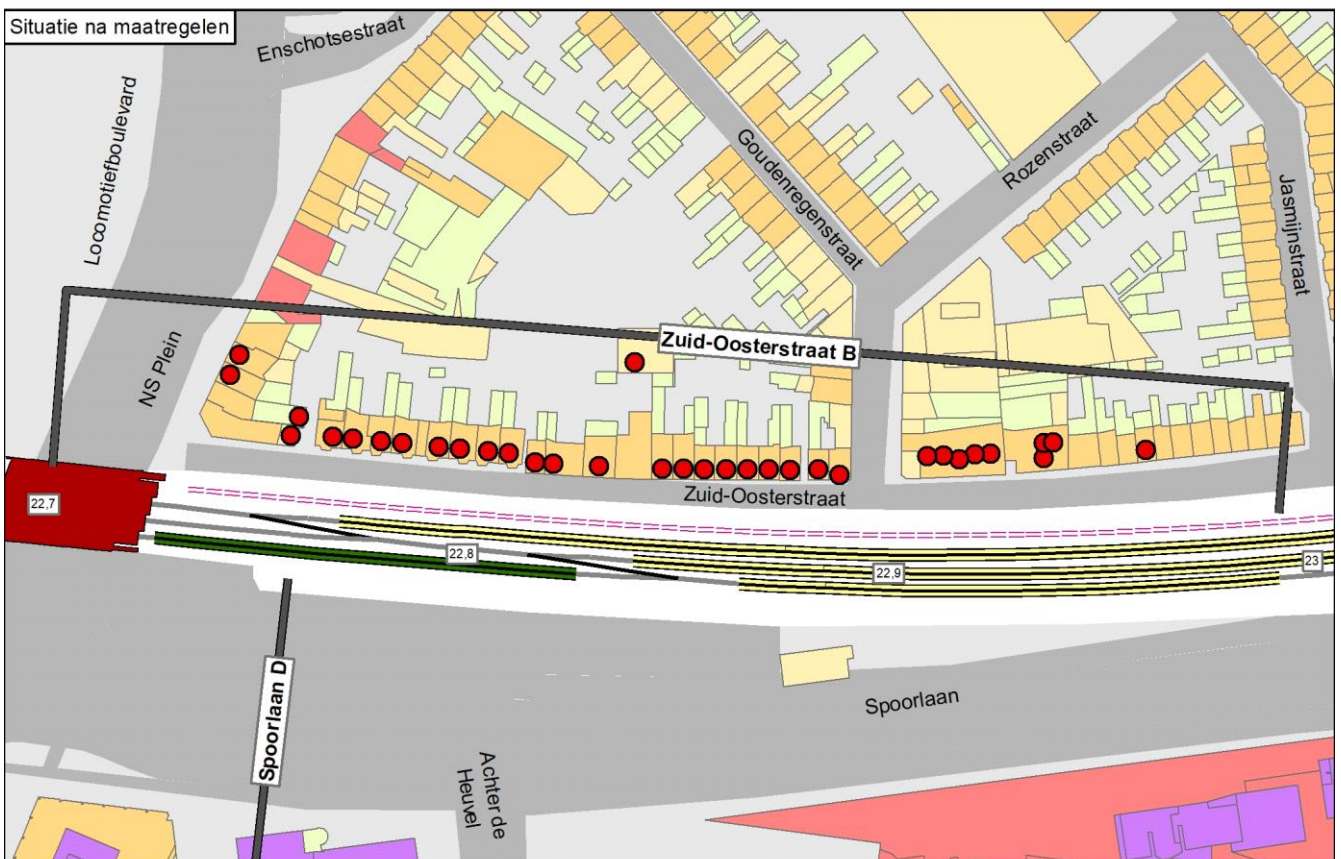 Situatie na maatregelen
Enschotsestraat
Locomotiefboulevard
Goudenregenstraat
Rozenstraat
Jasmijnstraat
NS Plein
Zuid-Oosterstraat B
Zuid-Oosterstraat
22,7
22,8
22,9
23
Spoorlaan D
Spoorlaan
Achter de
Heuvel